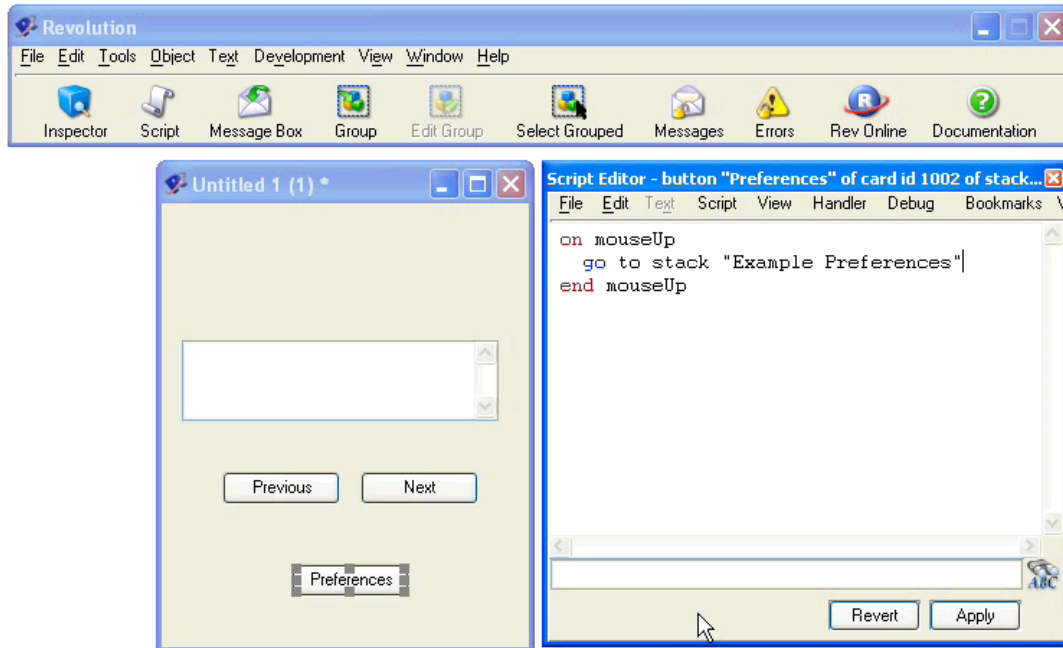 Revolution
File Edit Tools Object Text Development View Window Help
Inspector Script Message Box Group Edit Group Select Grouped Messages Errors Rev Online Documentation
Untitled 1 (1) *
Previous Next
Preferences
Script Editor - button "Preferences" of card id 1002 of stack...
File Edit Text Script View Handler Debug Bookmarks
on mouseUp
go to stack "Example Preferences"
end mouseUp
ABC
Revert Apply